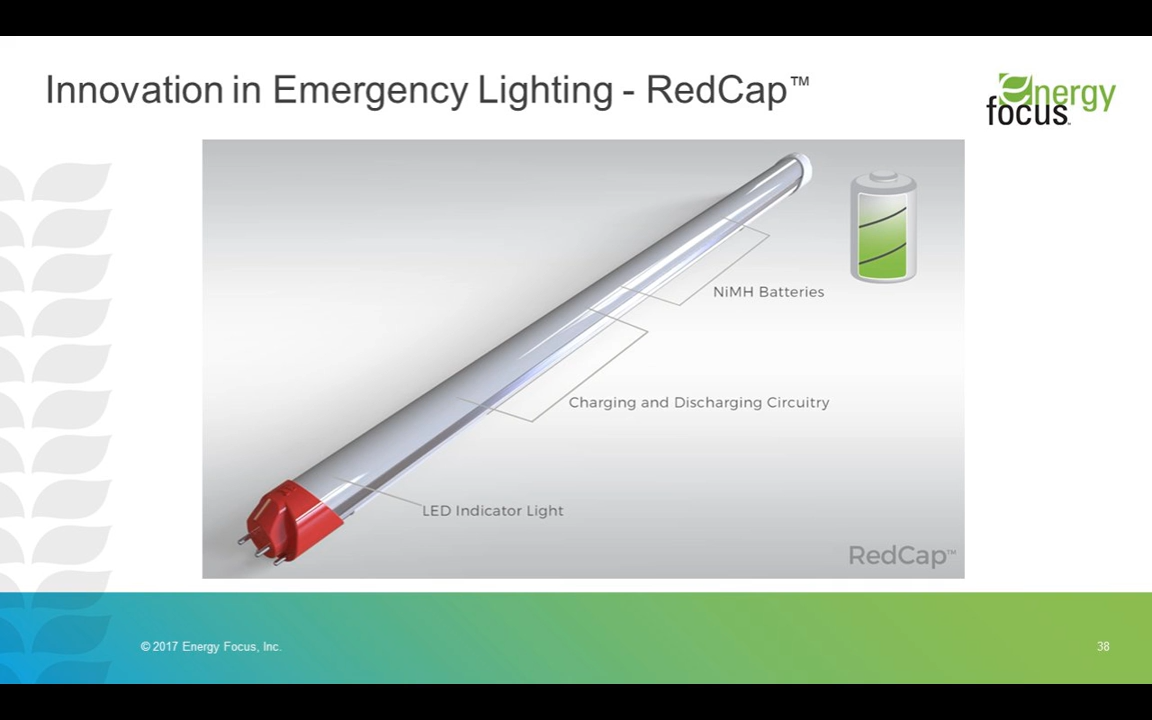 Innovation in Emergency Lighting - RedCap™
energy
focus™
NiMH Batteries
Charging and Discharging Circuitry
LED Indicator Light
RedCap™
© 2017 Energy Focus, Inc.
38